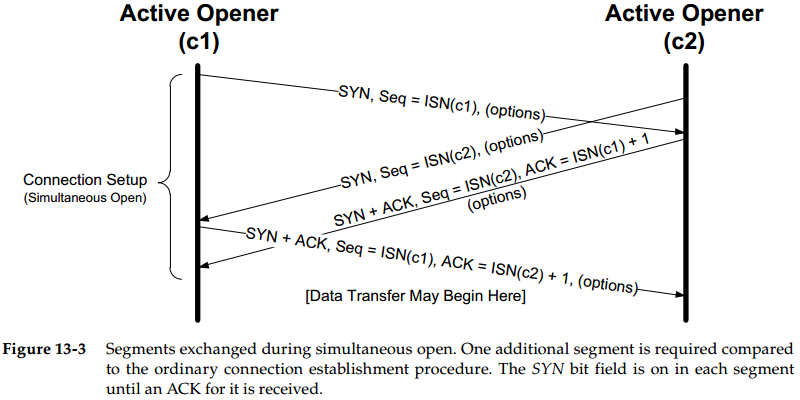 Active Opener
(c1)
Active Opener
(c2)
SYN, Seq = ISN(c1), (options)
SYN, Seq = ISN(c2), (options)
SYN + ACK, Seq = ISN(c2), ACK = ISN(c1) + 1
(options)
Connection Setup
(Simultaneous Open)
SYN + ACK, Seq = ISN(c1), ACK = ISN(c2) + 1, (options)
[Data Transfer May Begin Here]
Figure 13-3 Segments exchanged during simultaneous open. One additional segment is required compared
to the ordinary connection establishment procedure. The SYN bit field is on in each segment
until an ACK for it is received.